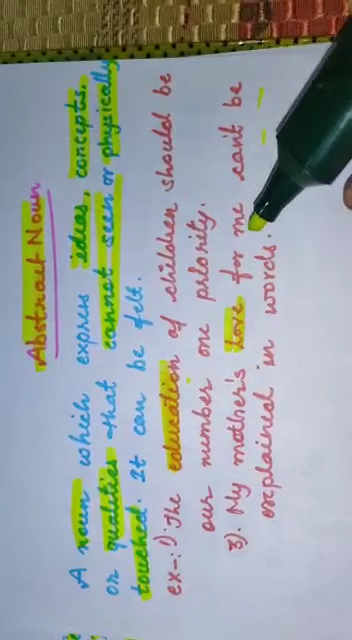 Abstract Noun
A noun which express ideas, concepts,
or qualities that cannot seen or physically
touched. It can be felt.
ex-:1) The education of children should be
our number one priority.
3). My mother's love for me can't be
explained in words.